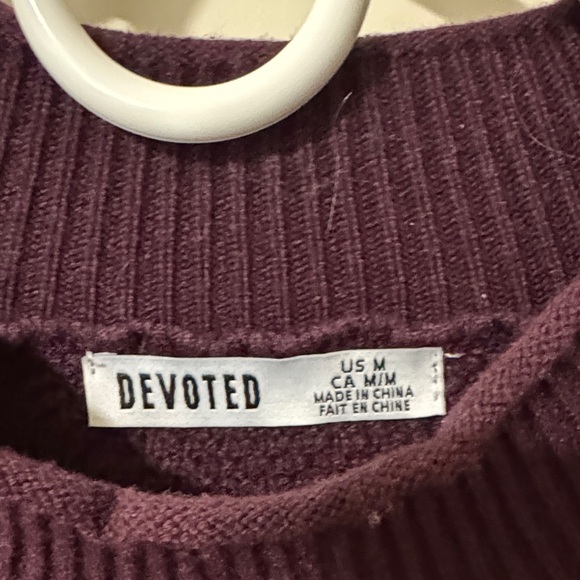 DEVOTED
US M
CA M/M
MADE IN CHINA
FAIT EN CHINE